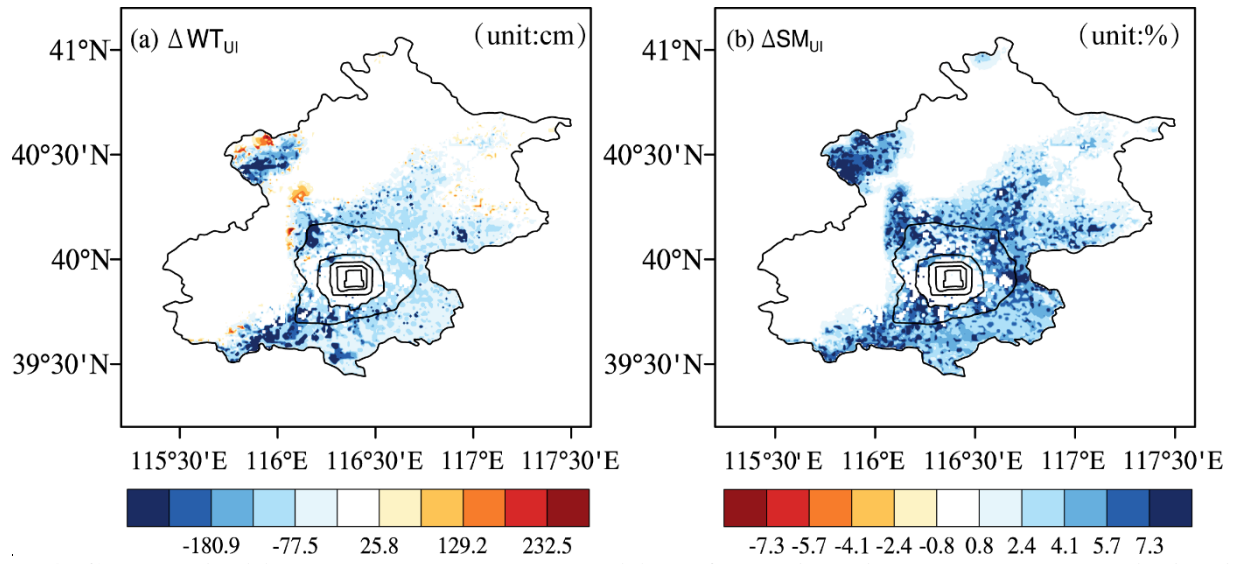 (a) Δ WT_UI (unit:cm)
(b) ΔSM_UI (unit:%)
41°N
40°30'N
40°N
39°30'N
41°N
40°30'N
40°N
39°30'N
115°30'E 116°E 116°30'E 117°E 117°30'E
115°30' E 116°E 116°30'E 117°E 117°30'E
-180.9 -77.5 25.8 129.2 232.5
-7.3 -5.7 -4.1 -2.4 -0.8 0.8 2.4 4.1 5.7 7.3